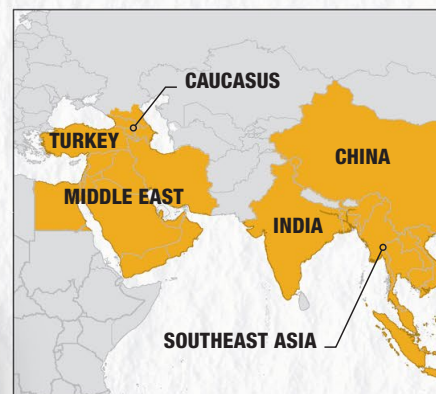 CAUCASUS
TURKEY
CHINA
MIDDLE EAST
INDIA
SOUTHEAST ASIA